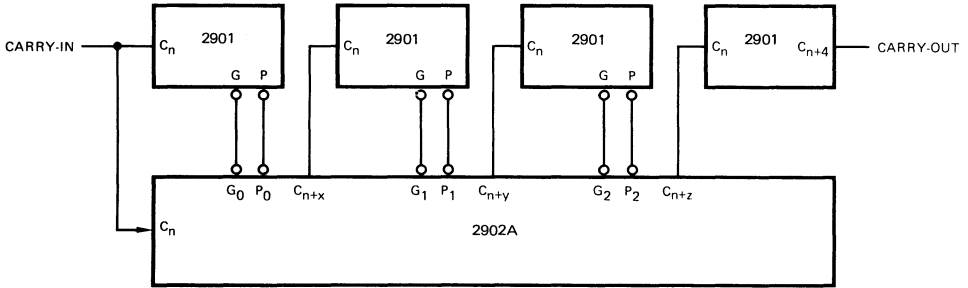 CARRY-IN
Cn 2901 G P
Cn 2901 G P
Cn 2901 G P
Cn 2901 Cn+4
CARRY-OUT
G0 P0 Cn+x G1 P1 Cn+y G2 P2 Cn+z
Cn 2902A